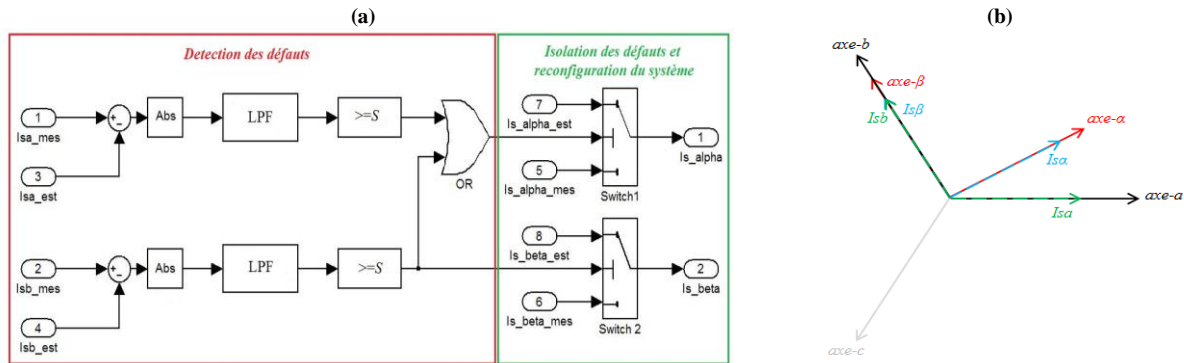 (a)
Detection des défauts
Isolation des défauts et
reconfiguration du système
1
Isa_mes
+
-
Abs
LPF
>=S
3
Isa_est
OR
7
Is_alpha_est
5
Is_alpha_mes
Switch1
1
Is_alpha
2
Isb_mes
+
-
Abs
LPF
>=S
4
Isb_est
8
Is_beta_est
6
Is_beta_mes
Switch 2
2
Is_beta
(b)
axe-b
axe-β
Isβ
Isb
axe-α
Isα
axe-a
Isa
axe-c